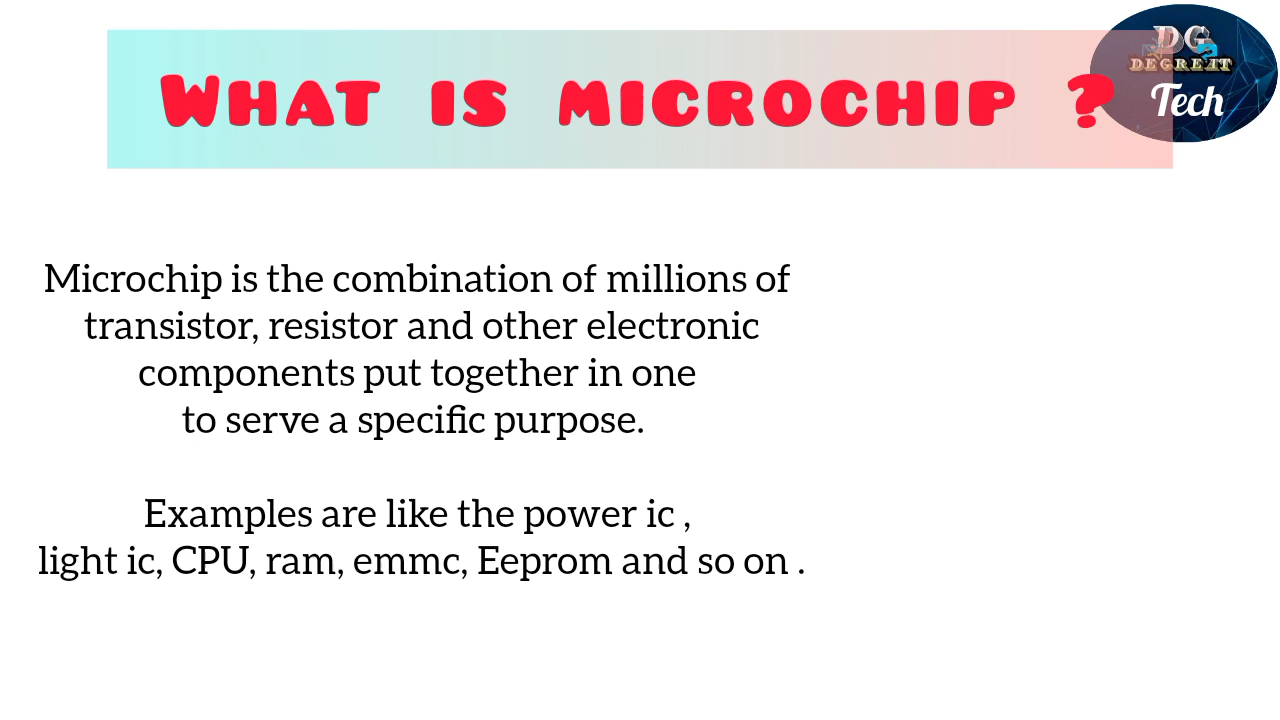 What is microchip ?
DG
DEGREAT
Tech
Microchip is the combination of millions of
transistor, resistor and other electronic
components put together in one
to serve a specific purpose.
Examples are like the power ic ,
light ic, CPU, ram, emmc, Eeprom and so on .